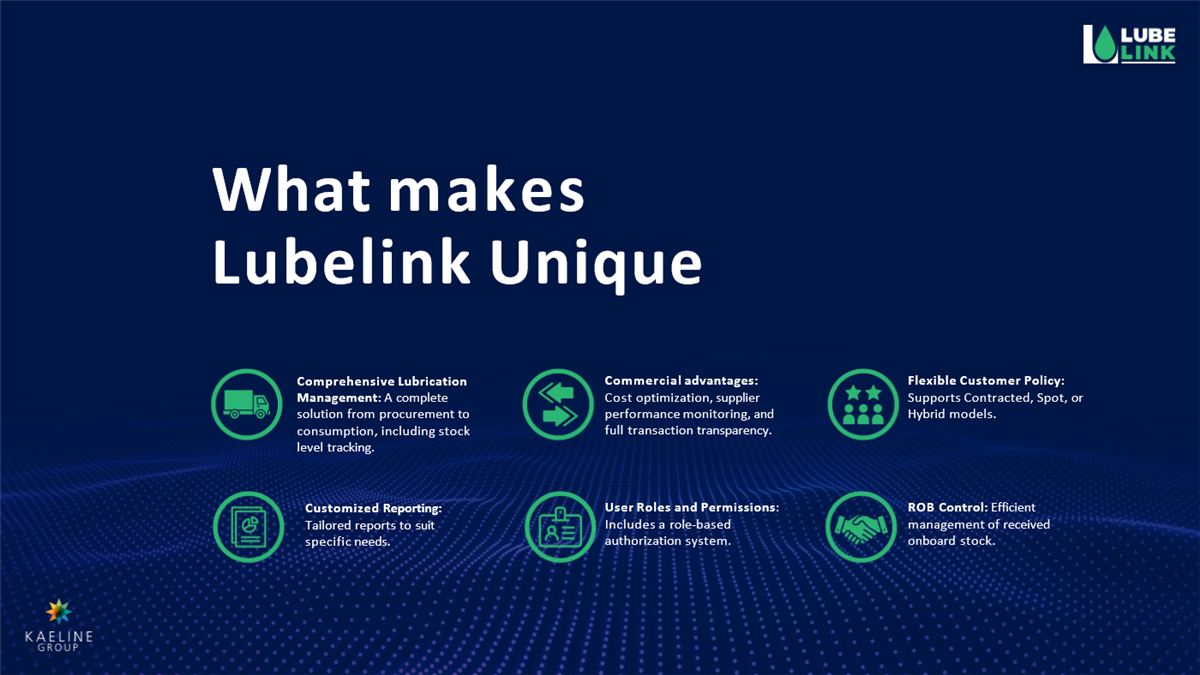 LUBE
LINK
What makes
Lubelink Unique
Comprehensive Lubrication
Management: A complete
solution from procurement to
consumption, including stock
level tracking.
Commercial advantages:
Cost optimization, supplier
performance monitoring, and
full transaction transparency.
Flexible Customer Policy:
Supports Contracted, Spot, or
Hybrid models.
Customized Reporting:
Tailored reports to suit
specific needs.
User Roles and Permissions:
Includes a role-based
authorization system.
ROB Control: Efficient
management of received
onboard stock.
KAELINE
GROUP